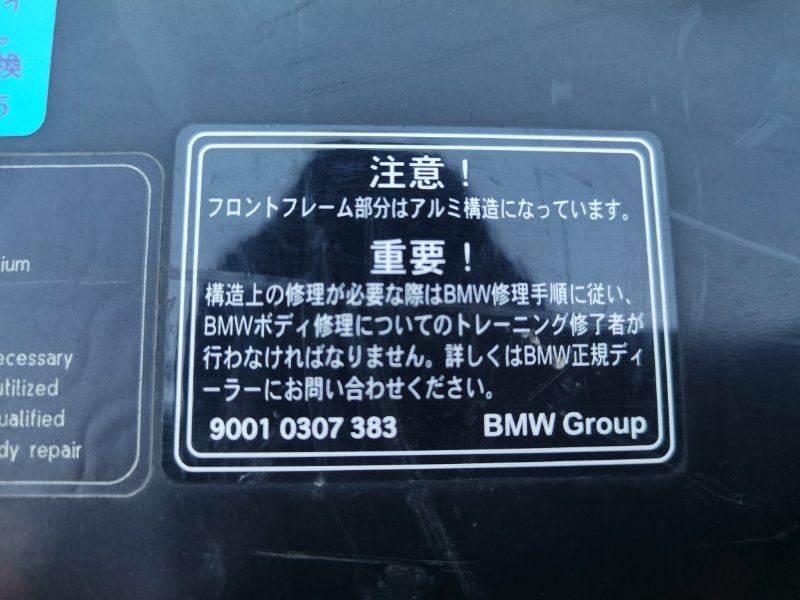 イ
。
換
5
ium
ecessary
utilized
ualified
dy repair
注意！
フロントフレーム部分はアルミ構造になっています。
重要！
構造上の修理が必要な際はBMW修理手順に従い、
BMWボディ修理についてのトレーニング修了者が
行わなければなりません。詳しくはBMW正規ディ
ーラーにお問い合わせください。
9001 0307 383 BMW Group